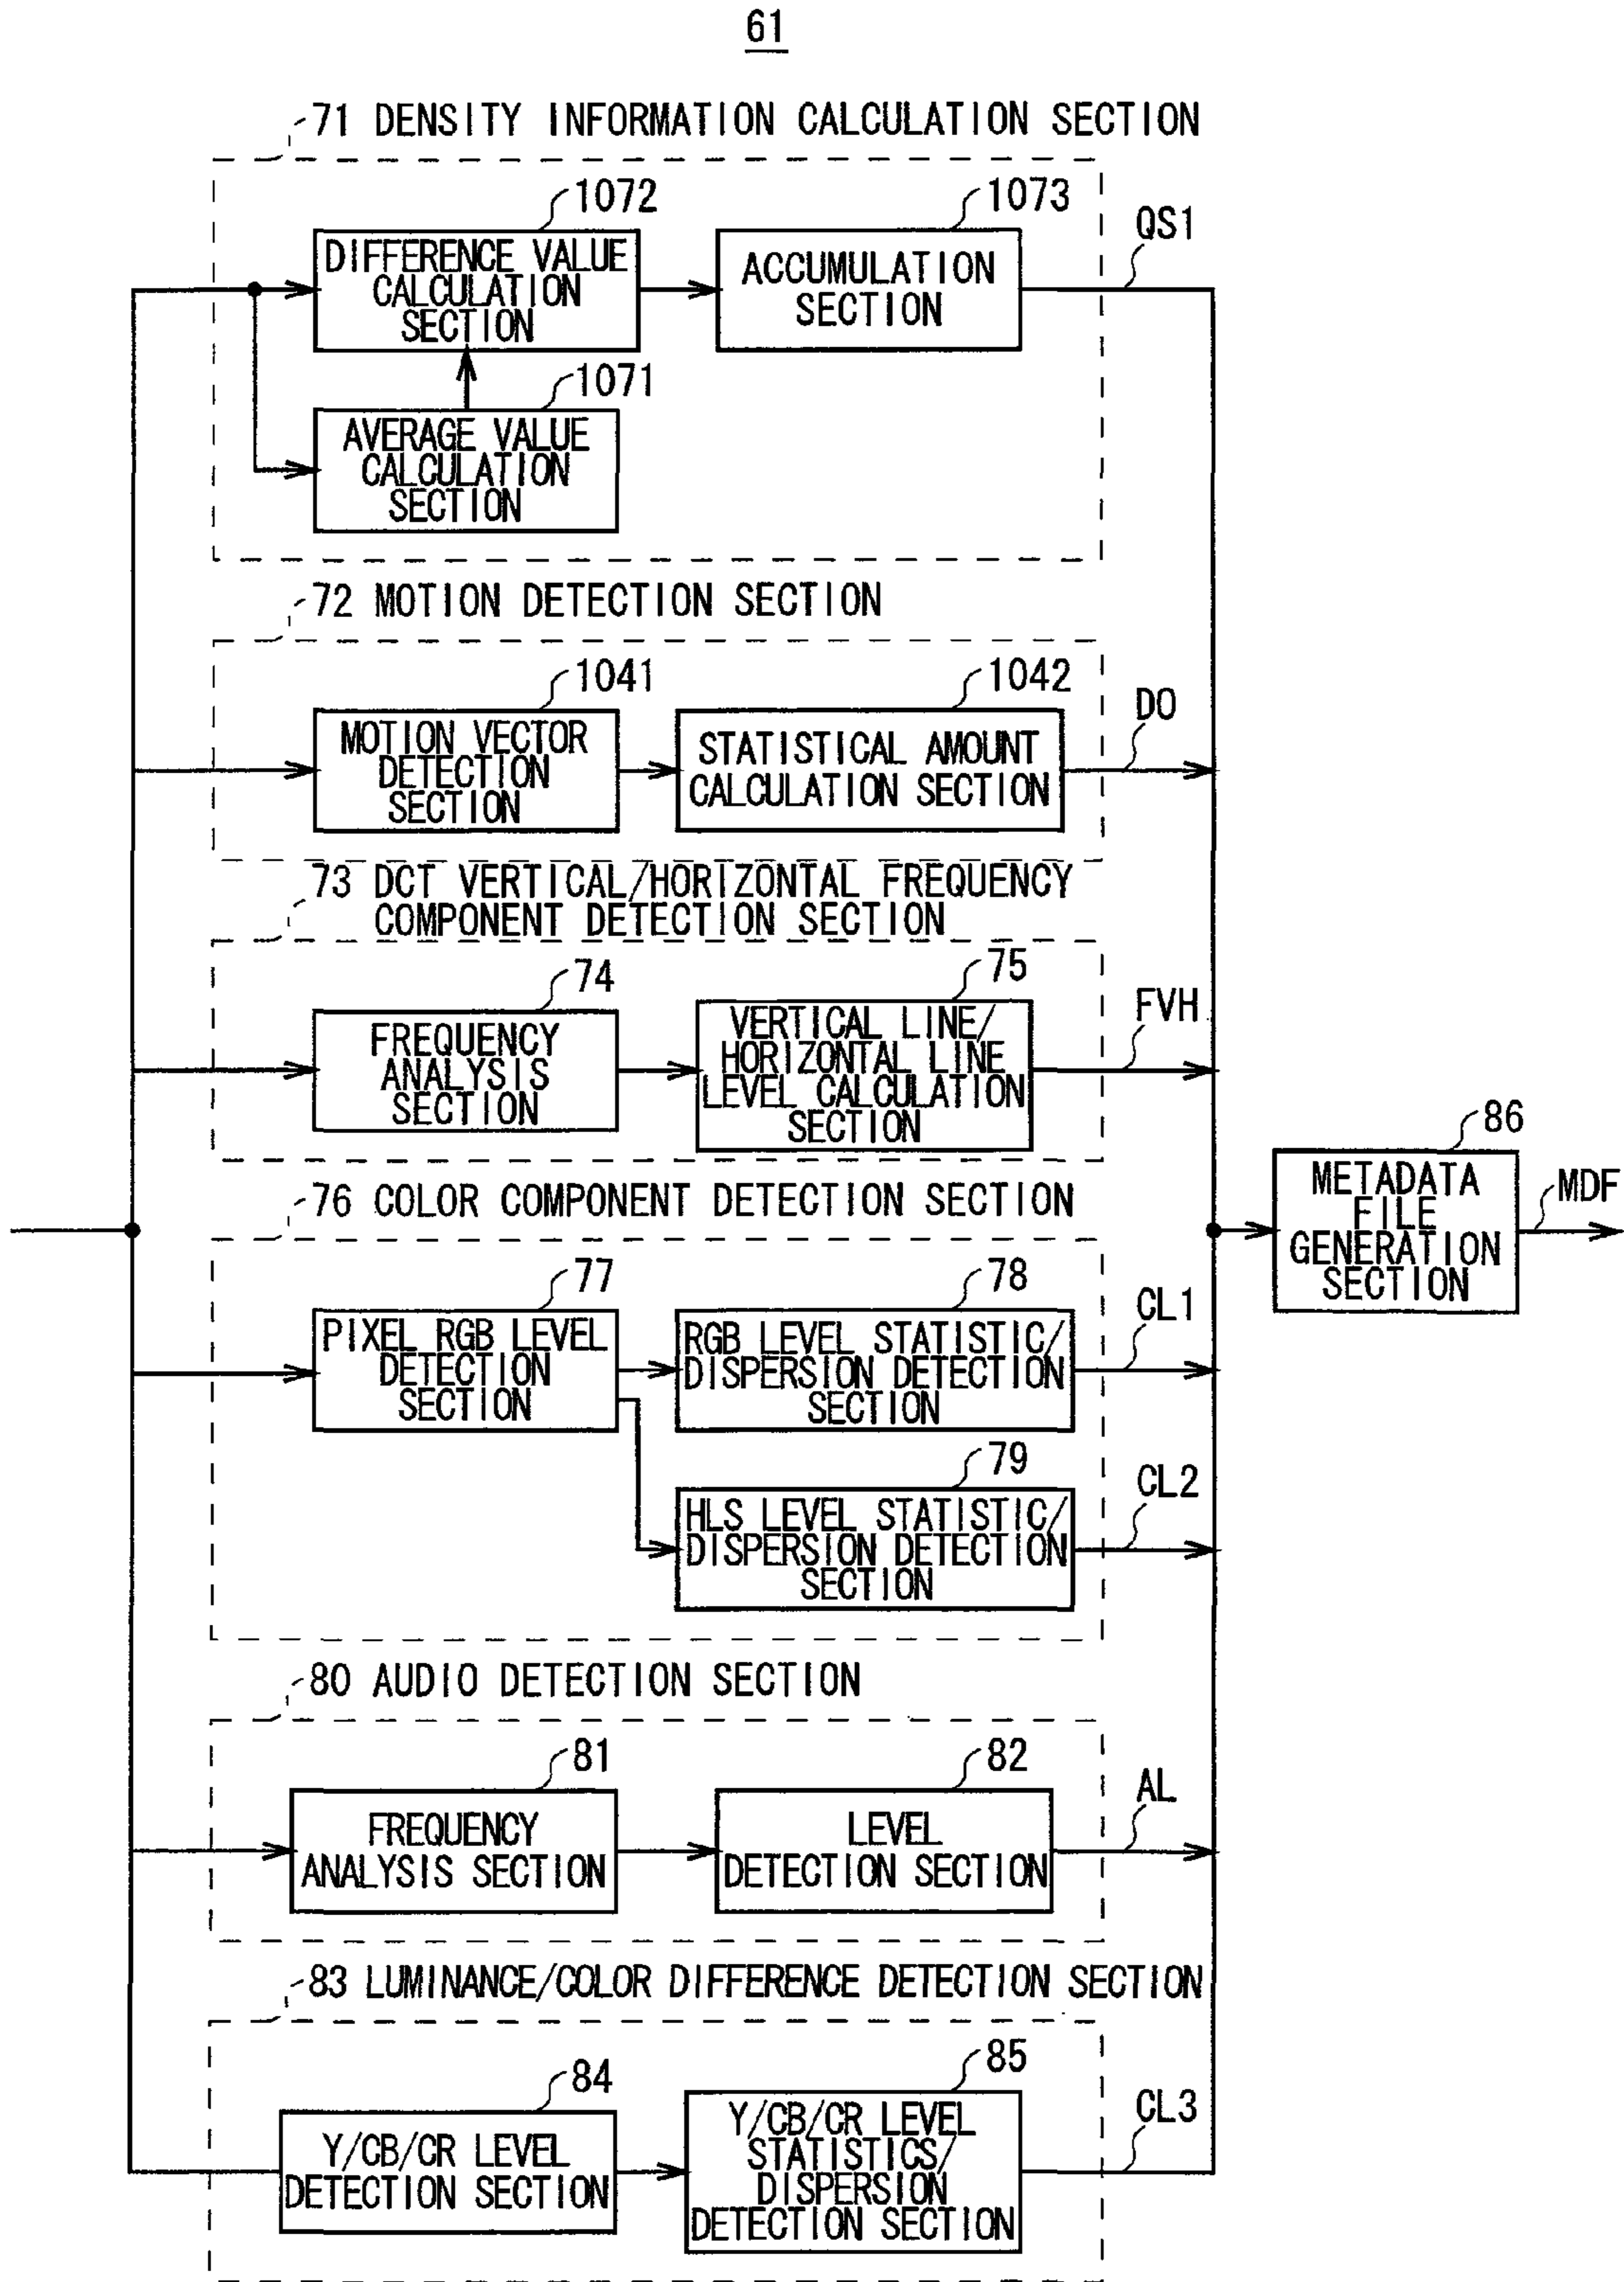 61
71 DENSITY INFORMATION CALCULATION SECTION
1072
1073
QS1
DIFFERENCE VALUE
CALCULATION
SECTION
ACCUMULATION
SECTION
1071
AVERAGE VALUE
CALCULATION
SECTION
72 MOTION DETECTION SECTION
1041
1042
DO
MOTION VECTOR
DETECTION
SECTION
STATISTICAL AMOUNT
CALCULATION SECTION
73 DCT VERTICAL/HORIZONTAL FREQUENCY
COMPONENT DETECTION SECTION
74
75
FVH
FREQUENCY
ANALYSIS
SECTION
VERTICAL LINE/
HORIZONTAL LINE
LEVEL CALCULATION
SECTION
86
METADATA
FILE
GENERATION
SECTION
MDF
76 COLOR COMPONENT DETECTION SECTION
77
78
CL1
PIXEL RGB LEVEL
DETECTION
SECTION
RGB LEVEL STATISTIC/
DISPERSION DETECTION
SECTION
79
CL2
HLS LEVEL STATISTIC/
DISPERSION DETECTION
SECTION
80 AUDIO DETECTION SECTION
81
82
AL
FREQUENCY
ANALYSIS SECTION
LEVEL
DETECTION SECTION
83 LUMINANCE/COLOR DIFFERENCE DETECTION SECTION
84
85
CL3
Y/CB/CR LEVEL
DETECTION SECTION
Y/CB/CR LEVEL
STATISTICS/
DISPERSION
DETECTION SECTION